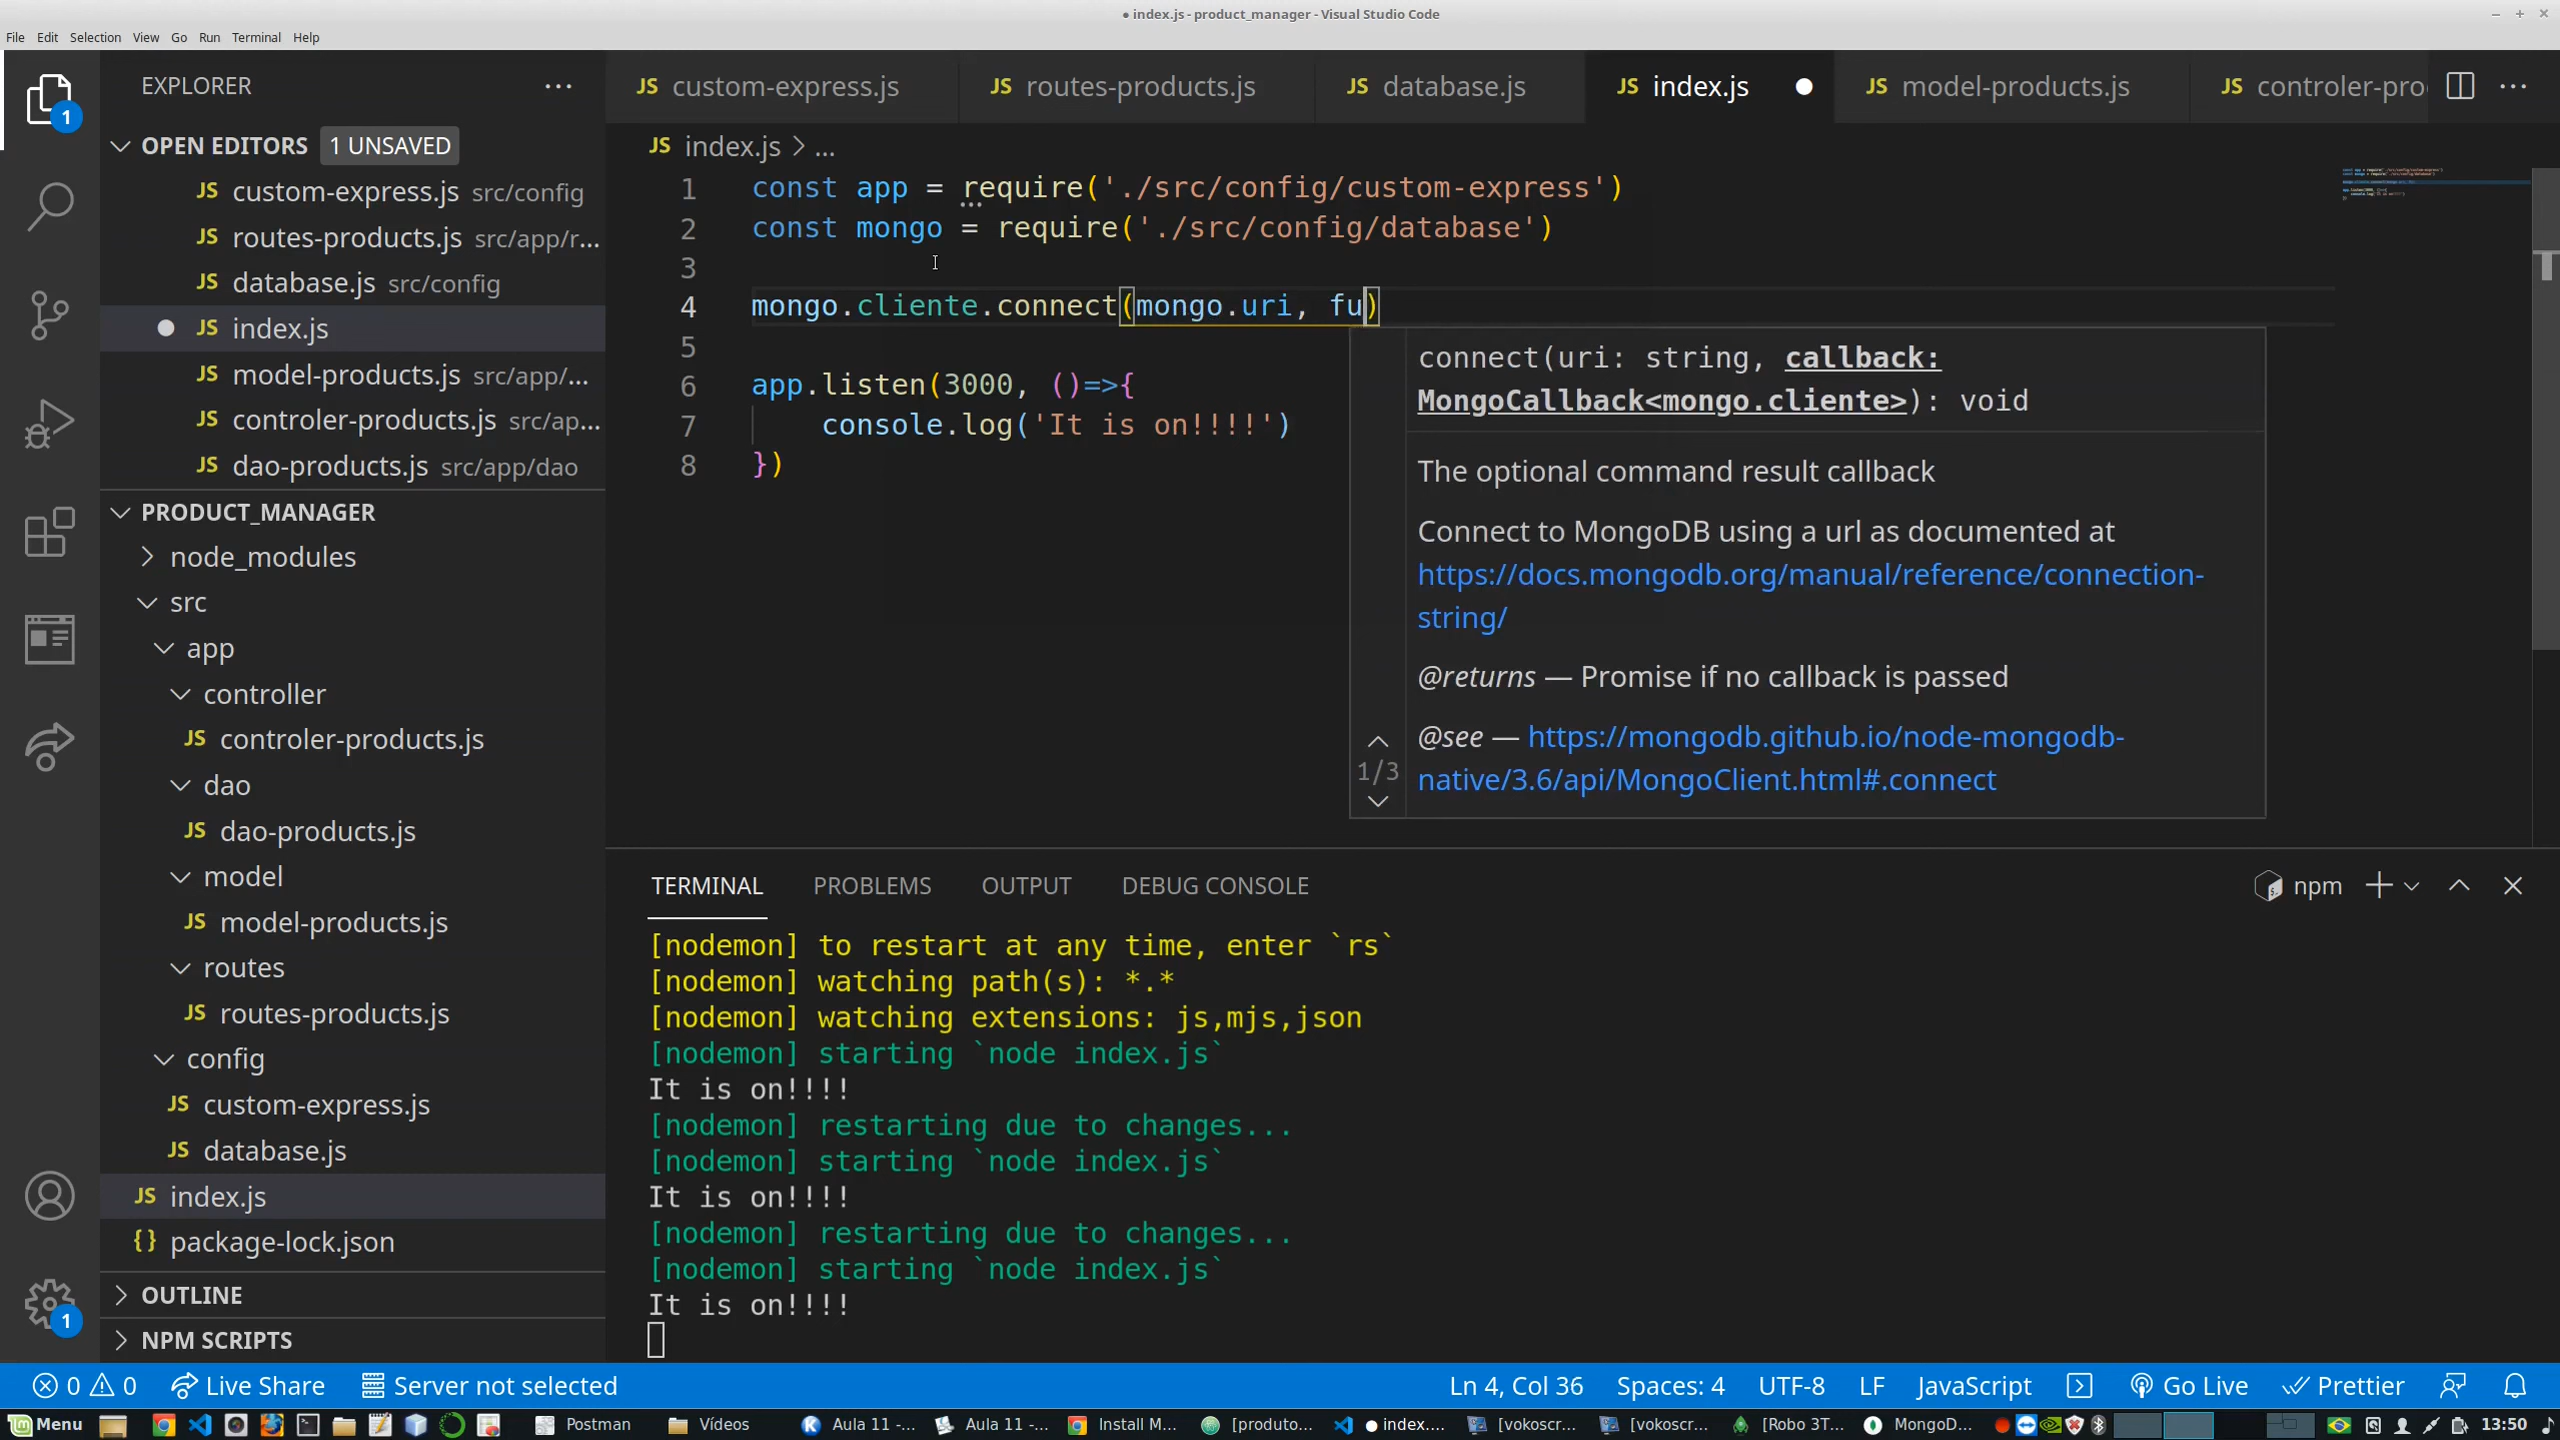 ● index.js - product_manager - Visual Studio Code
File Edit Selection View Go Run Terminal Help
EXPLORER
OPEN EDITORS 1 UNSAVED
JS custom-express.js src/config
JS routes-products.js src/app/r...
JS database.js src/config
JS index.js
JS model-products.js src/app/...
JS controler-products.js src/ap...
JS dao-products.js src/app/dao
PRODUCT_MANAGER
node_modules
src
app
controller
JS controler-products.js
dao
JS dao-products.js
model
JS model-products.js
routes
JS routes-products.js
config
JS custom-express.js
JS database.js
JS index.js
{} package-lock.json
OUTLINE
NPM SCRIPTS
1
1
JS custom-express.js JS routes-products.js JS database.js JS index.js JS model-products.js JS controler-pro
JS index.js > ...
1 const app = require('./src/config/custom-express')
2 const mongo = require('./src/config/database')
3
4 mongo.cliente.connect(mongo.uri, fu)
5
6 app.listen(3000, ()=>{
7 console.log('It is on!!!!')
8 })
connect(uri: string, callback:
MongoCallback<mongo.cliente>): void
The optional command result callback
Connect to MongoDB using a url as documented at
https://docs.mongodb.org/manual/reference/connection-
string/
@returns — Promise if no callback is passed
@see — https://mongodb.github.io/node-mongodb-
native/3.6/api/MongoClient.html#.connect
1/3
TERMINAL PROBLEMS OUTPUT DEBUG CONSOLE npm
[nodemon] to restart at any time, enter `rs`
[nodemon] watching path(s): *.*
[nodemon] watching extensions: js,mjs,json
[nodemon] starting `node index.js`
It is on!!!!
[nodemon] restarting due to changes...
[nodemon] starting `node index.js`
It is on!!!!
[nodemon] restarting due to changes...
[nodemon] starting `node index.js`
It is on!!!!
0 0 Live Share Server not selected Ln 4, Col 36 Spaces: 4 UTF-8 LF JavaScript Go Live Prettier
Menu Postman Vídeos Aula 11 -... Aula 11 -... Install M... [produto... ● index.... [vokoscr... [vokoscr... [Robo 3T... MongoD... 13:50